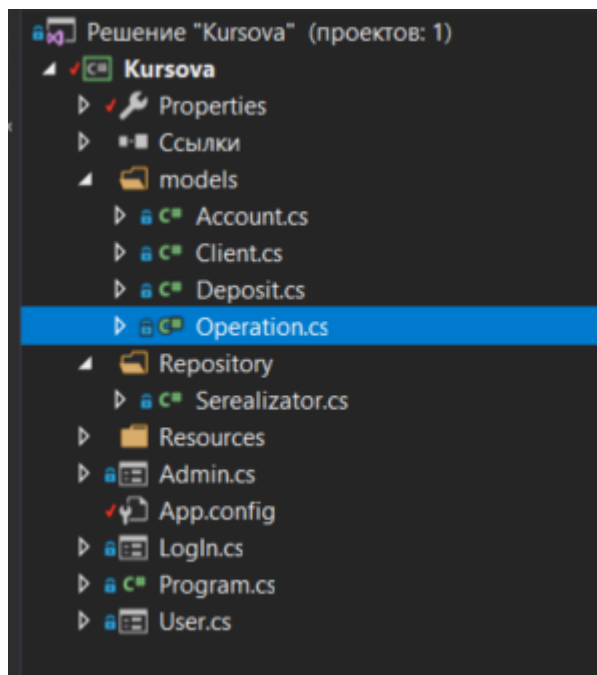 Решение "Kursova" (проектов: 1)
C# Kursova
Properties
Ссылки
models
C# Account.cs
C# Client.cs
C# Deposit.cs
C# Operation.cs
Repository
C# Serealizator.cs
Resources
Admin.cs
App.config
LogIn.cs
C# Program.cs
User.cs